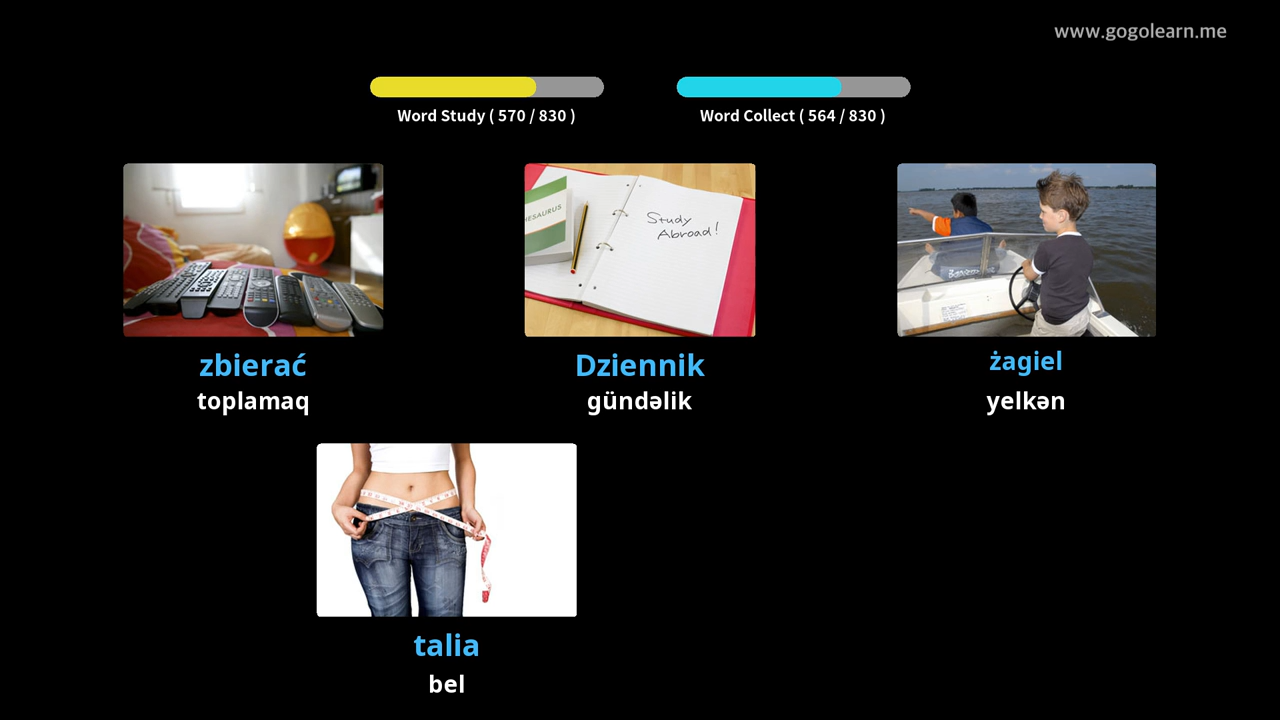 www.gogolearn.me
Word Study ( 570 / 830 )
Word Collect ( 564 / 830 )
HESAURUS
Study
Abroad!
zbierać
toplamaq
Dziennik
gündəlik
żagiel
yelkən
talia
bel